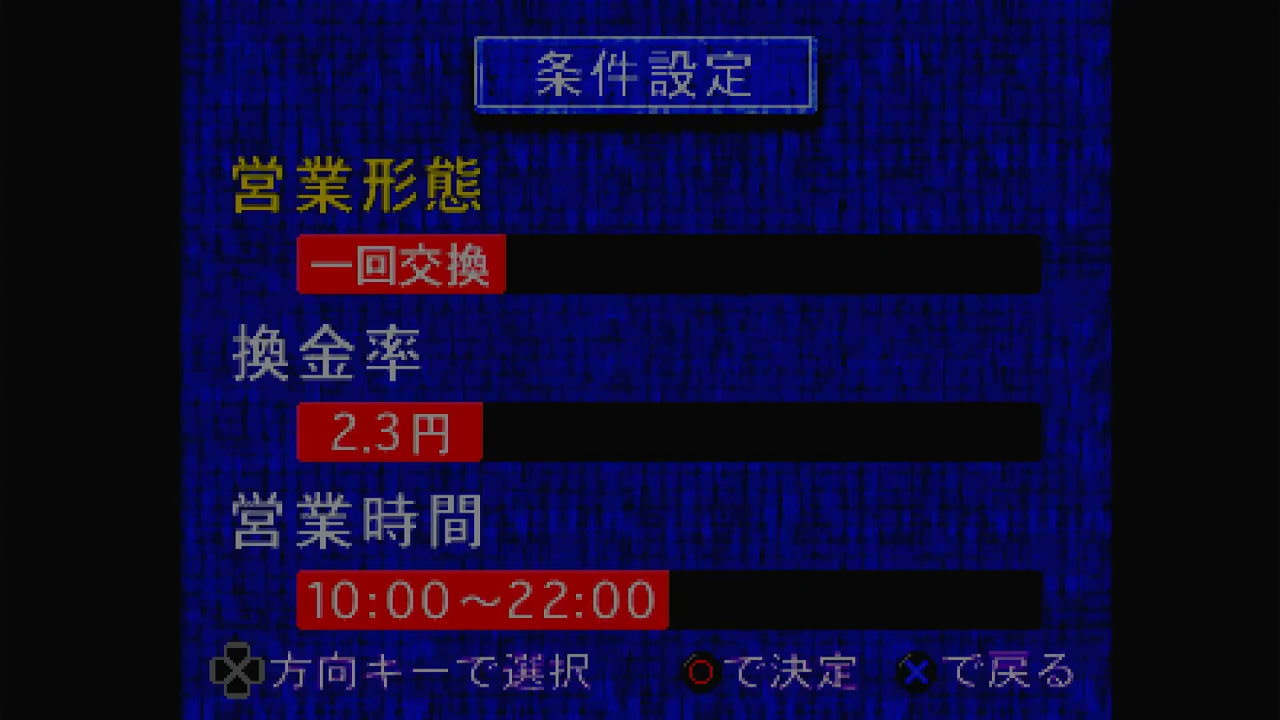 条件設定
営業形態
一回交換
換金率
2.3円
営業時間
10:00～22:00
方向キーで選択 ○で決定 ×で戻る